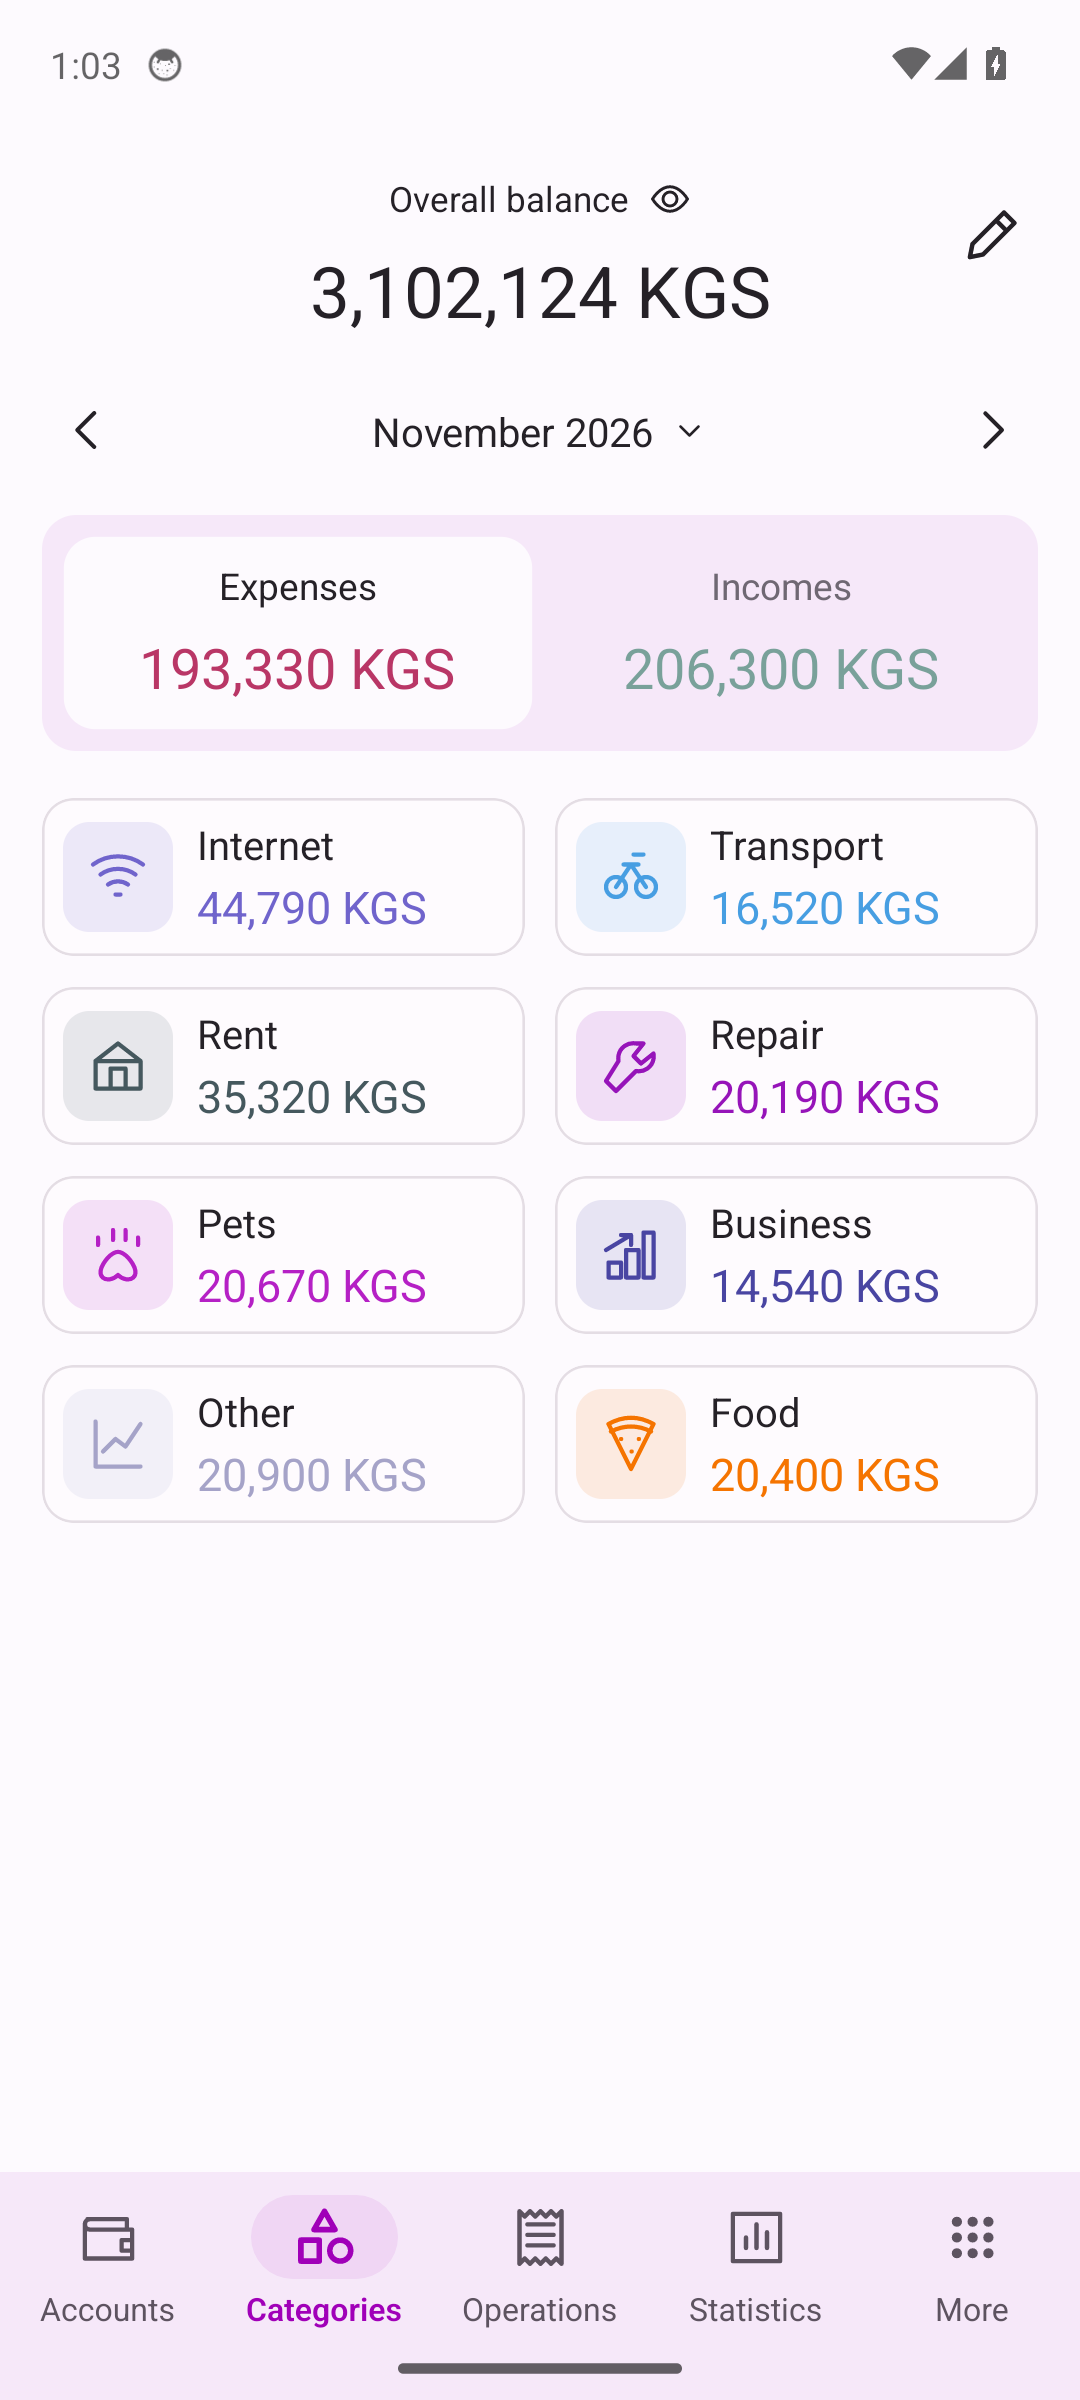 1:03
Overall balance
3,102,124 KGS
November 2026
Expenses
193,330 KGS
Incomes
206,300 KGS
Internet
44,790 KGS
Transport
16,520 KGS
Rent
35,320 KGS
Repair
20,190 KGS
Pets
20,670 KGS
Business
14,540 KGS
Other
20,900 KGS
Food
20,400 KGS
Accounts
Categories
Operations
Statistics
More